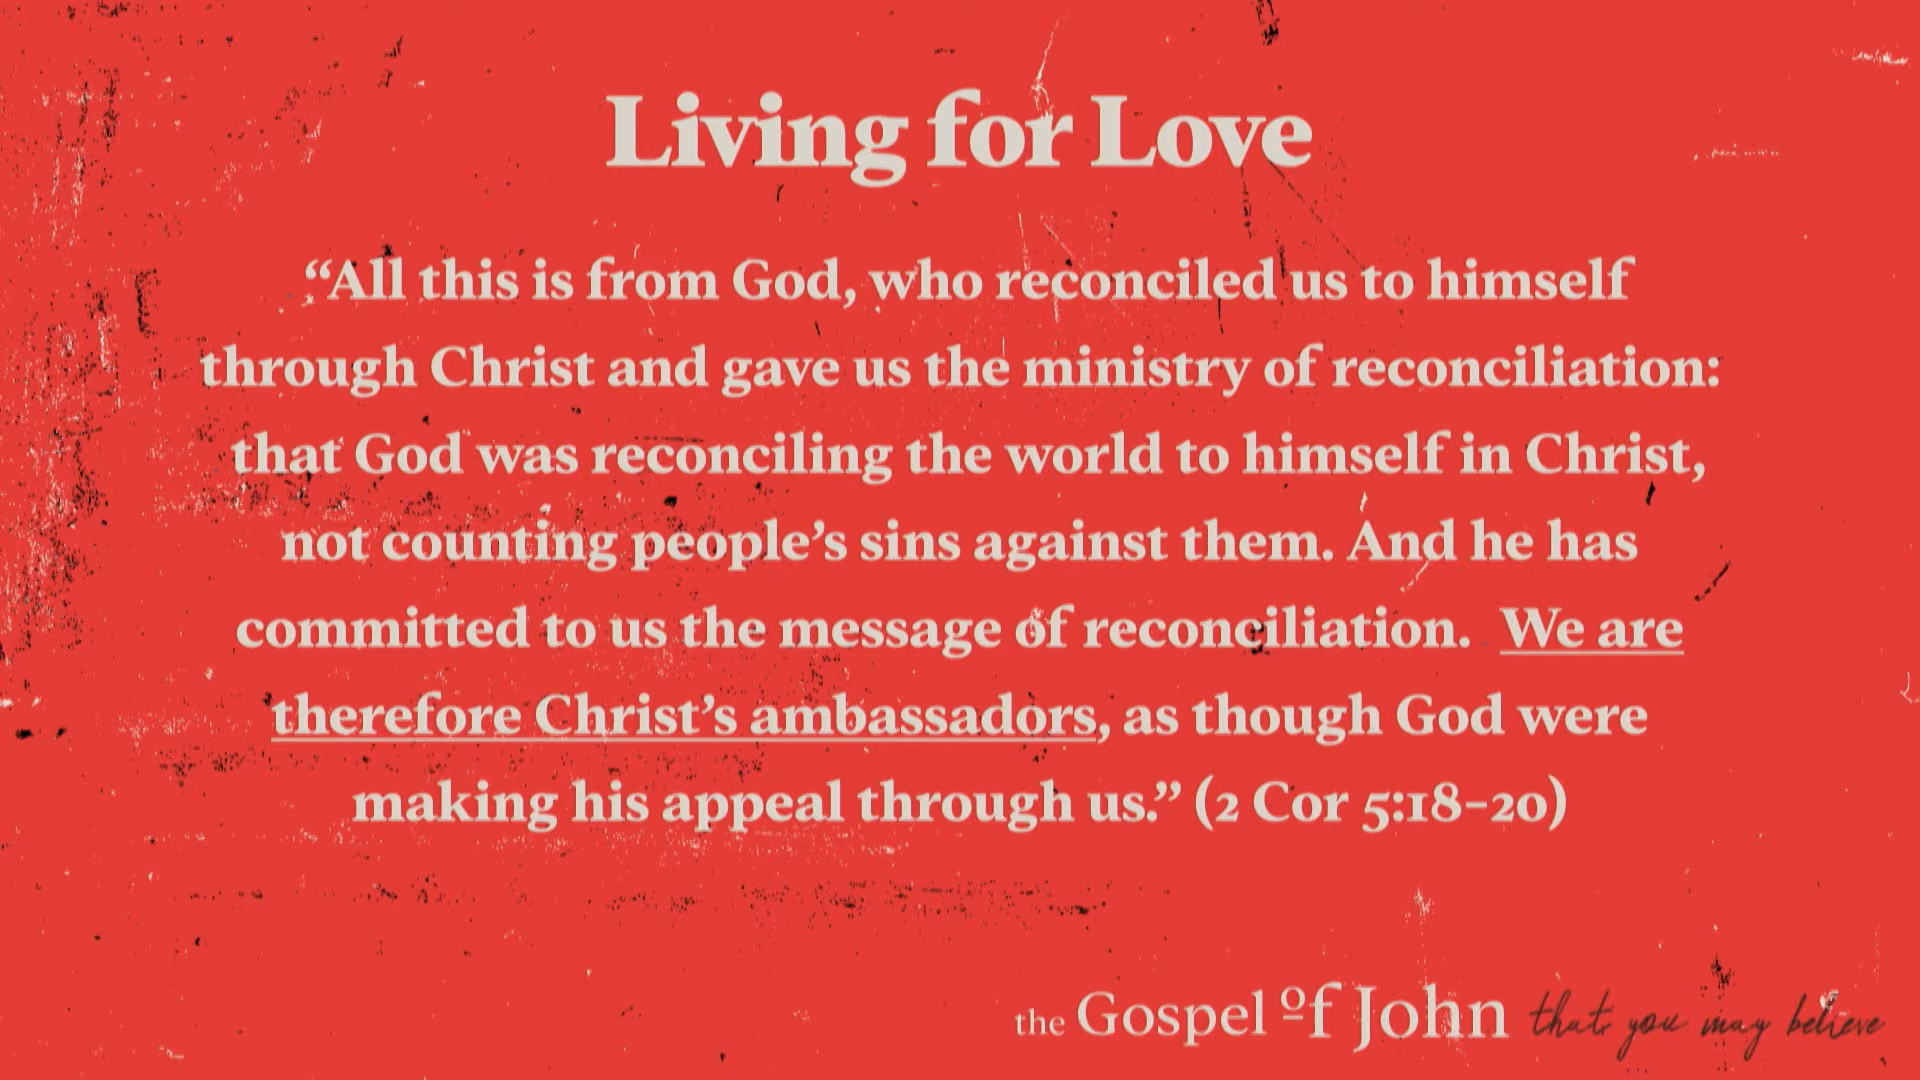 Living for Love
“All this is from God, who reconciled us to himself
through Christ and gave us the ministry of reconciliation:
that God was reconciling the world to himself in Christ,
not counting people’s sins against them. And he has
committed to us the message of reconciliation.  We are
therefore Christ’s ambassadors, as though God were
making his appeal through us.” (2 Cor 5:18–20)
the Gospel of John that you may believe